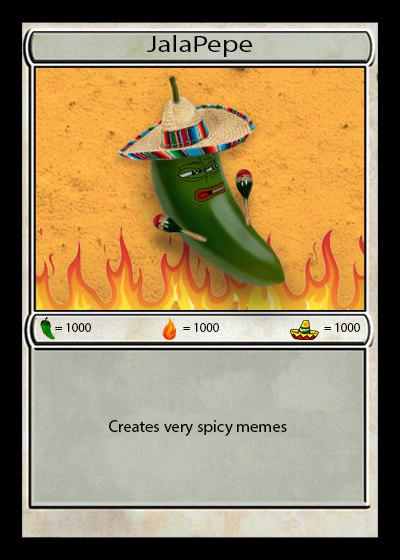 JalaPepe
= 1000 = 1000 = 1000
Creates very spicy memes